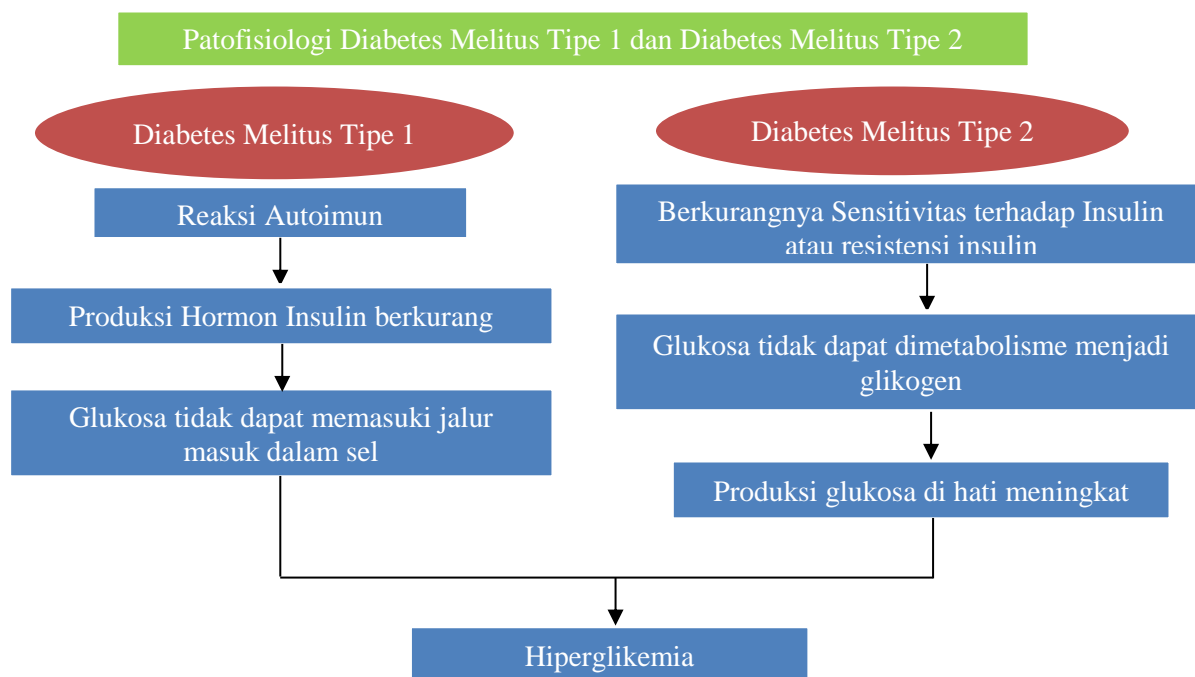 Patofisiologi Diabetes Melitus Tipe 1 dan Diabetes Melitus Tipe 2
Diabetes Melitus Tipe 1
Reaksi Autoimun
Produksi Hormon Insulin berkurang
Glukosa tidak dapat memasuki jalur
masuk dalam sel
Diabetes Melitus Tipe 2
Berkurangnya Sensitivitas terhadap Insulin
atau resistensi insulin
Glukosa tidak dapat dimetabolisme menjadi
glikogen
Produksi glukosa di hati meningkat
Hiperglikemia